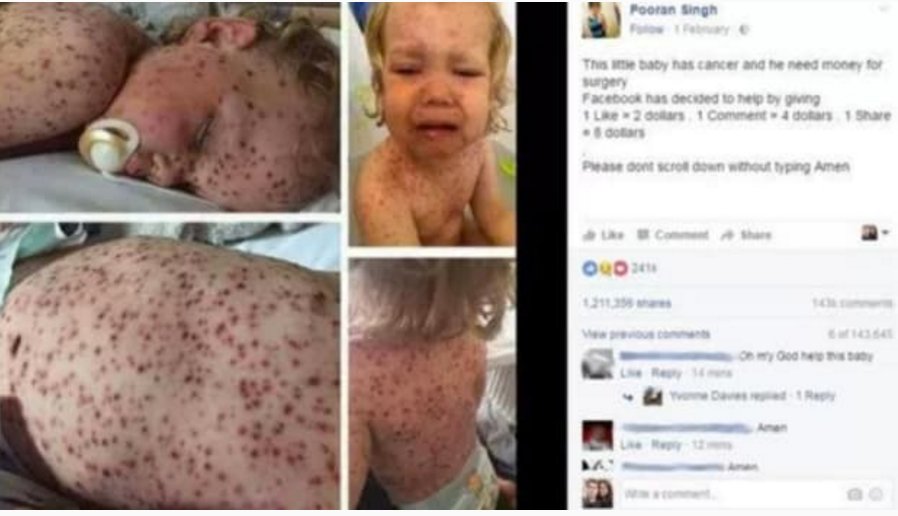 Pooran Singh
Follow · 1 February
This little baby has cancer and he need money for
surgery
Facebook has decided to help by giving
1 Like = 2 dollars . 1 Comment = 4 dollars . 1 Share
= 8 dollars
.
Please dont scroll down without typing Amen
Like Comment Share
241k
1,211,356 shares 143k comments
View previous comments 6 of 143,645
Oh my God help this baby
Like · Reply · 14 mins
Yvonne Davies replied · 1 Reply
Amen
Like · Reply · 12 mins
Amen
Write a comment...